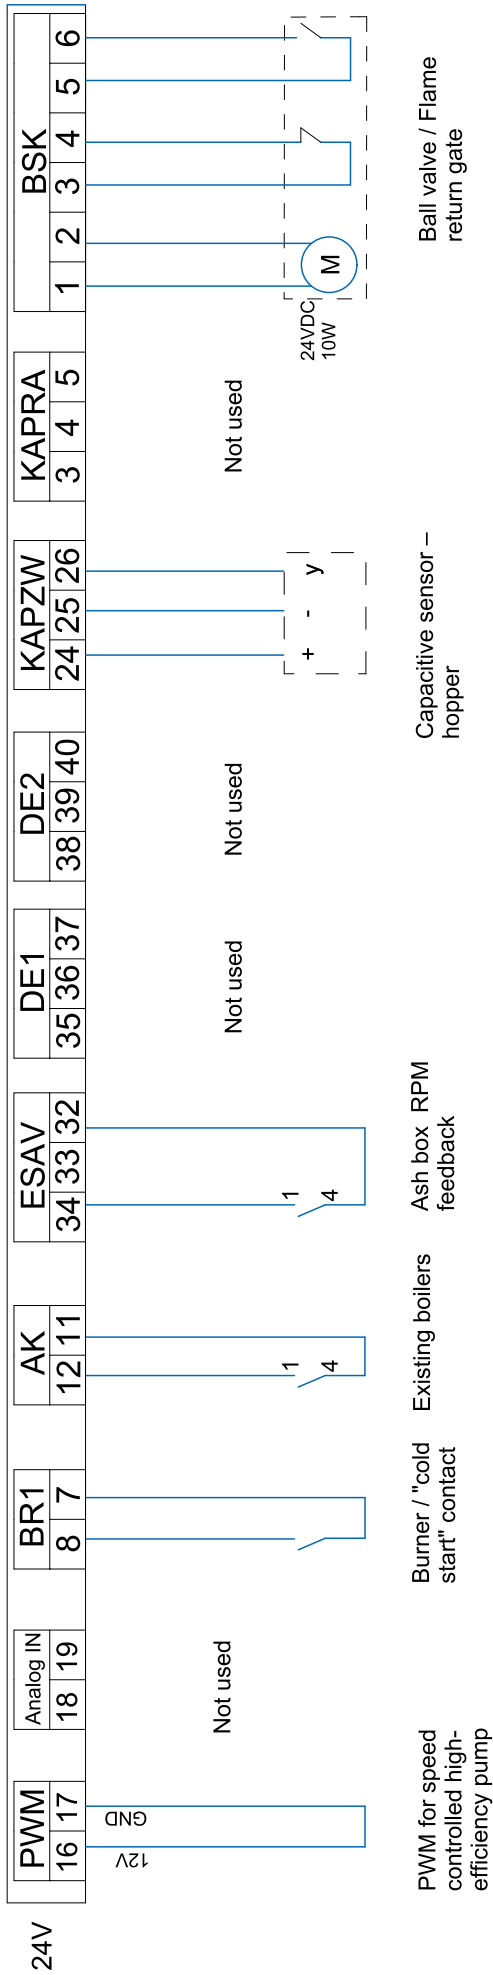 24V
PWM
16 17
12V
GND
PWM for speed
controlled high-
efficiency pump
Analog IN
18 19
Not used
BR1
8 7
Burner / "cold
start" contact
AK
12 11
1
4
Existing boilers
ESAV
34 33 32
1
4
Ash box RPM
feedback
DE1
35 36 37
Not used
DE2
38 39 40
Not used
KAPZW
24 25 26
+ - y
Capacitive sensor –
hopper
KAPRA
3 4 5
Not used
BSK
1 2 3 4 5 6
M
24VDC
10W
Ball valve / Flame
return gate